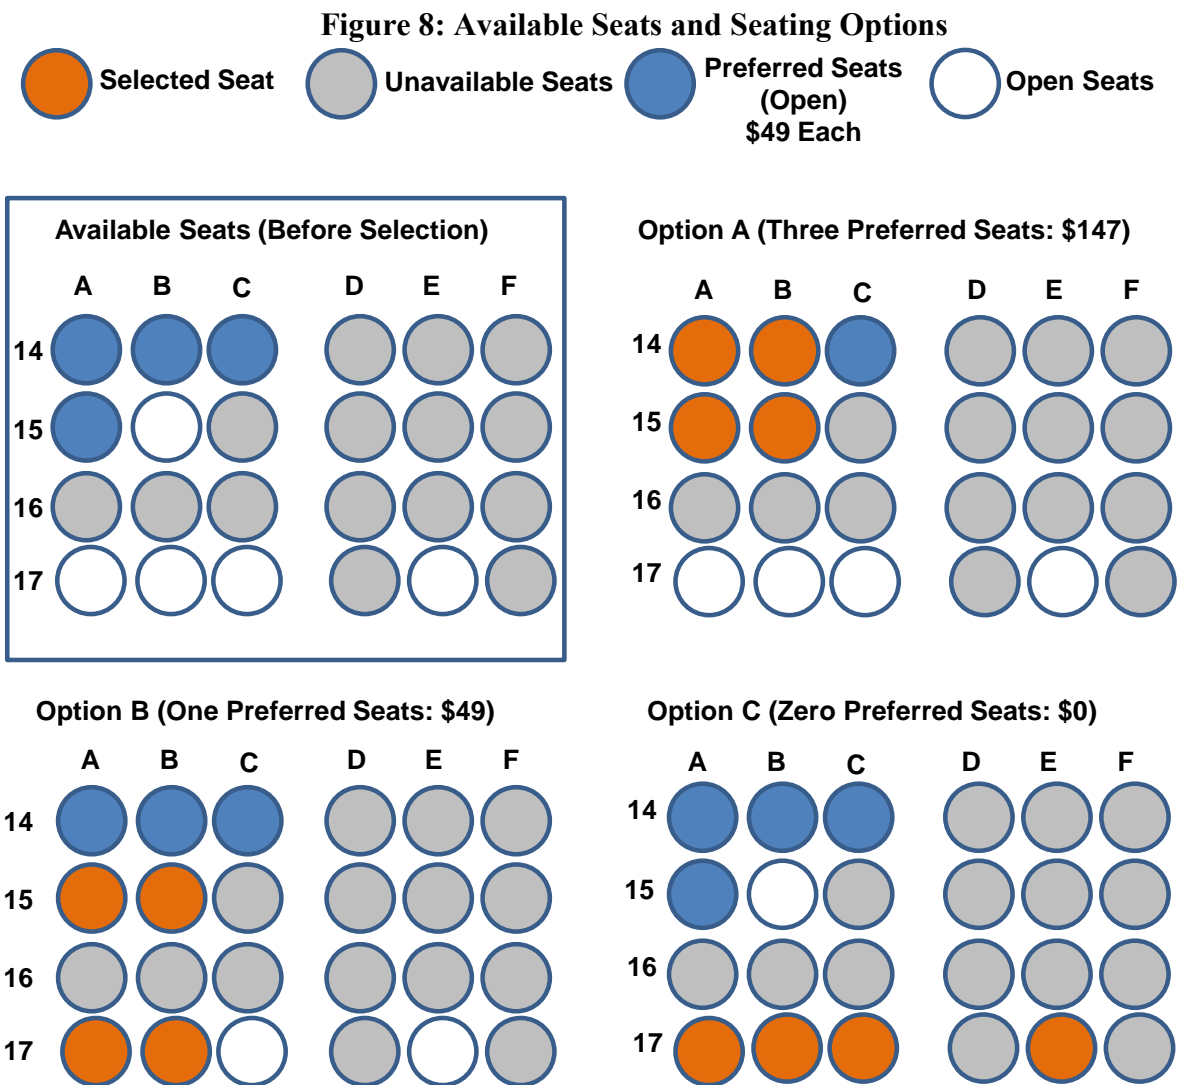 Figure 8: Available Seats and Seating Options
Selected Seat
Unavailable Seats
Preferred Seats
(Open)
$49 Each
Open Seats
Available Seats (Before Selection)
A B C D E F
14
15
16
17
Option A (Three Preferred Seats: $147)
A B C D E F
14
15
16
17
Option B (One Preferred Seats: $49)
A B C D E F
14
15
16
17
Option C (Zero Preferred Seats: $0)
A B C D E F
14
15
16
17